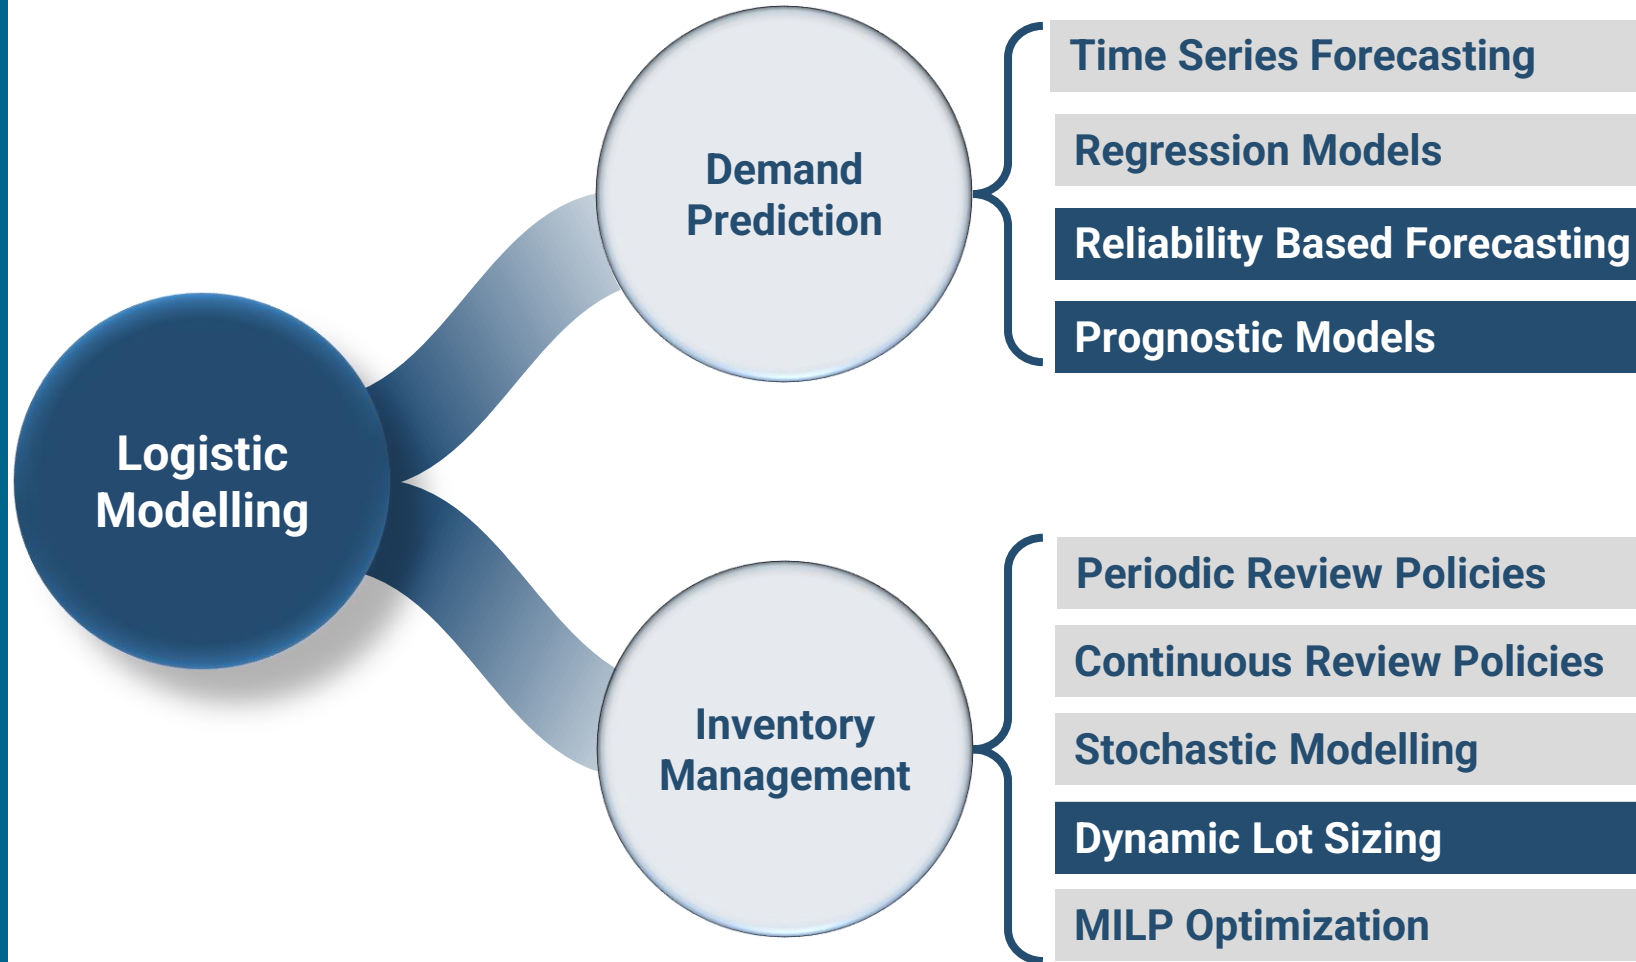 Logistic
Modelling
Demand
Prediction
Time Series Forecasting
Regression Models
Reliability Based Forecasting
Prognostic Models
Inventory
Management
Periodic Review Policies
Continuous Review Policies
Stochastic Modelling
Dynamic Lot Sizing
MILP Optimization